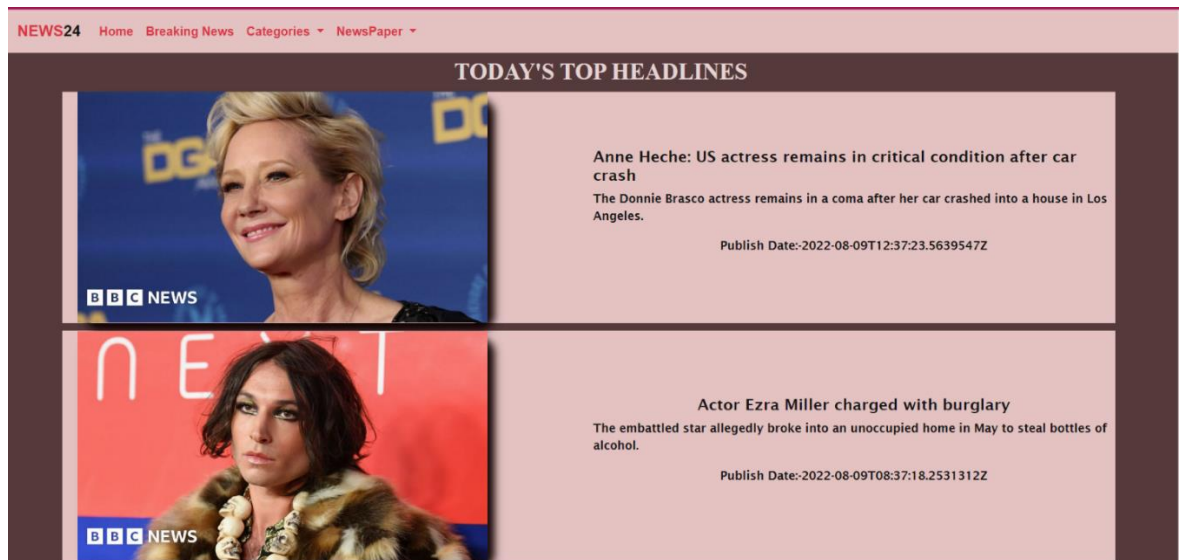 NEWS24 Home Breaking News Categories NewsPaper
TODAY'S TOP HEADLINES
DG
BBC NEWS
Anne Heche: US actress remains in critical condition after car
crash
The Donnie Brasco actress remains in a coma after her car crashed into a house in Los
Angeles.
Publish Date:-2022-08-09T12:37:23.5639547Z
NEXT
BBC NEWS
Actor Ezra Miller charged with burglary
The embattled star allegedly broke into an unoccupied home in May to steal bottles of
alcohol.
Publish Date:-2022-08-09T08:37:18.2531312Z